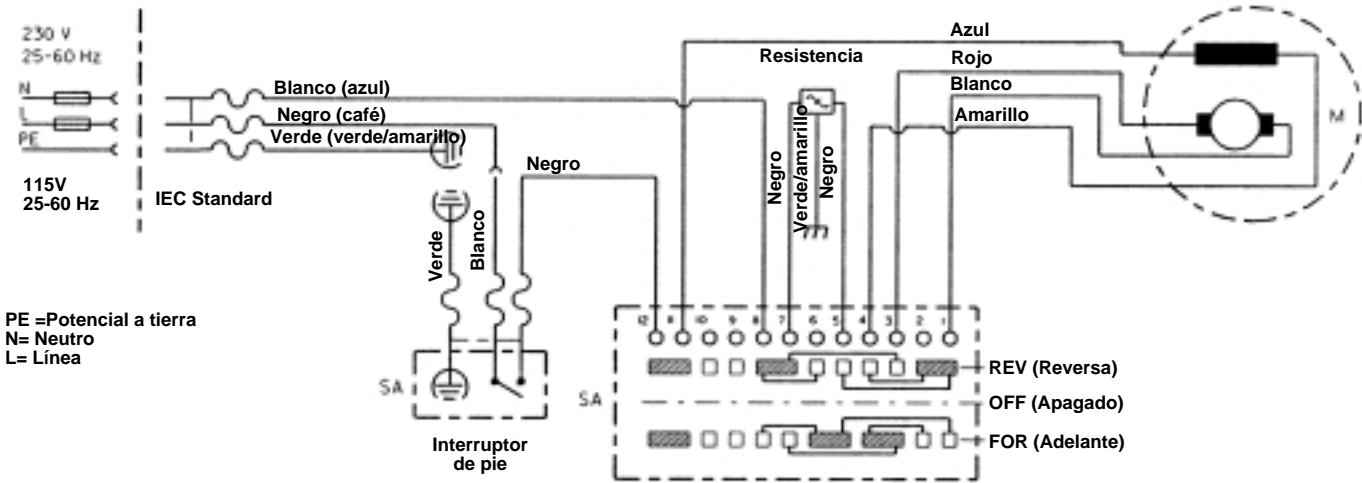 230 V
25-60 Hz
N
L
PE
115V
25-60 Hz
IEC Standard
Blanco (azul)
Negro (café)
Verde (verde/amarillo)
Negro
Verde
Blanco
PE =Potencial a tierra
N= Neutro
L= Línea
SA
Interruptor
de pie
Azul
Resistencia
Rojo
Blanco
Amarillo
M
Negro
Verde/amarillo
Negro
12 11 10 9 8 7 6 5 4 3 2 1
SA
REV (Reversa)
OFF (Apagado)
FOR (Adelante)